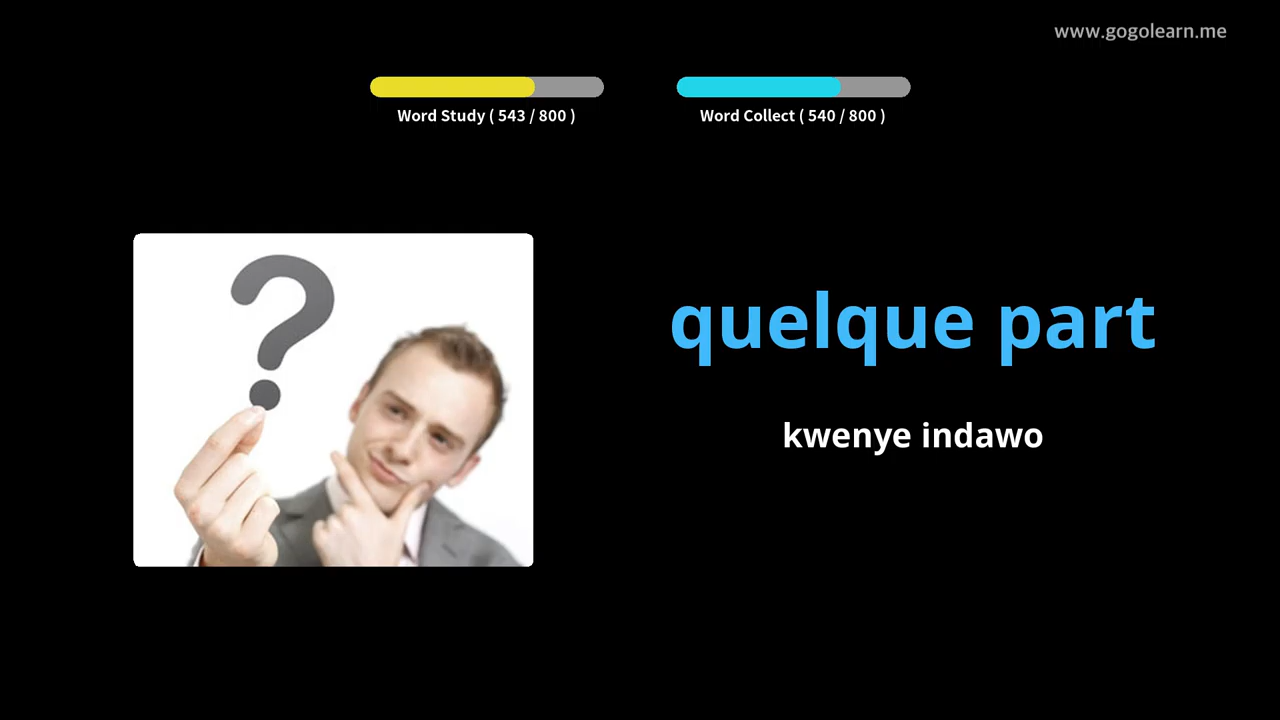 www.gogolearn.me
Word Study ( 543 / 800 )
Word Collect ( 540 / 800 )
quelque part
kwenye indawo